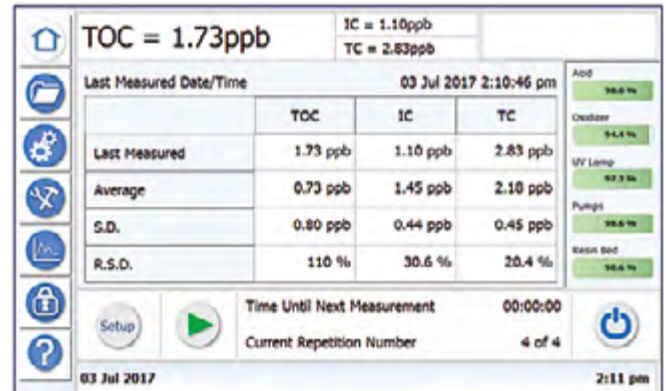 TOC = 1.73ppb
IC = 1.10ppb
TC = 2.83ppb
Last Measured Date/Time 03 Jul 2017 2:10:46 pm
TOC IC TC
Last Measured 1.73 ppb 1.10 ppb 2.83 ppb
Average 0.73 ppb 1.45 ppb 2.18 ppb
S.D. 0.80 ppb 0.44 ppb 0.45 ppb
R.S.D. 110 % 30.6 % 20.4 %
Acid
Oxidizer
94.4 %
UV Lamp
Pumps
98.6 %
Resin Bed
Setup
Time Until Next Measurement 00:00:00
Current Repetition Number 4 of 4
03 Jul 2017 2:11 pm